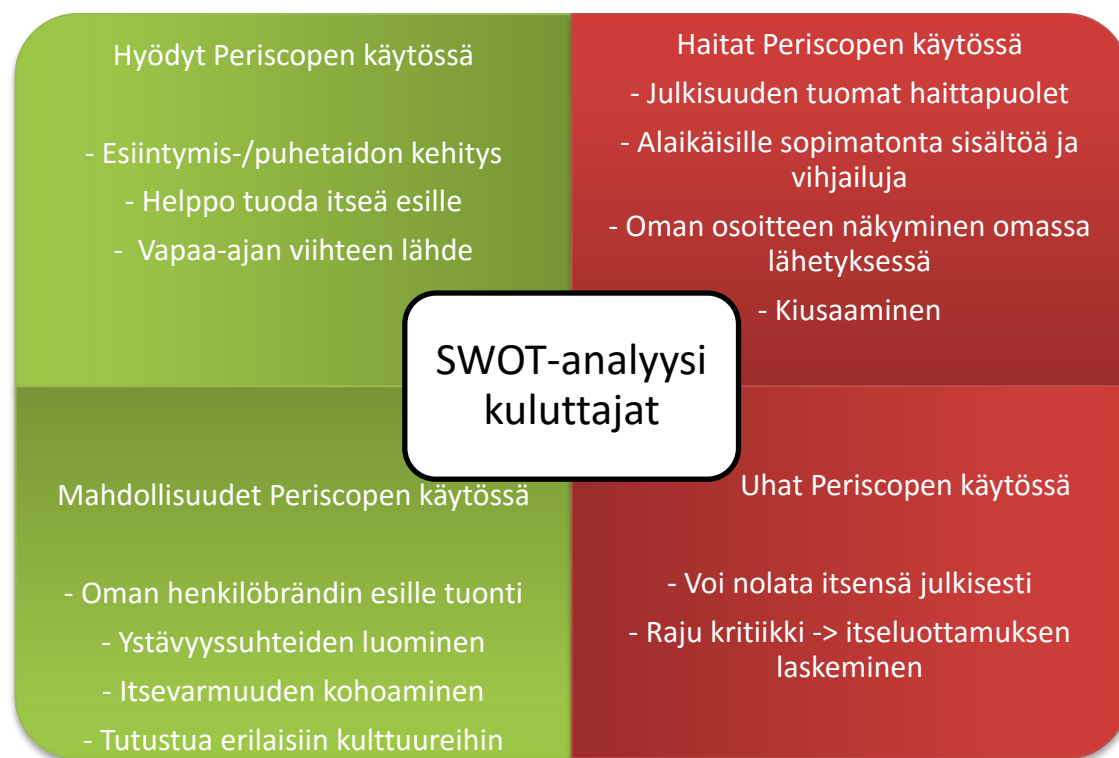 Hyödyt Periscopen käytössä
- Esiintymis-/puhetaidon kehitys
- Helppo tuoda itseä esille
- Vapaa-ajan viihteen lähde
Haitat Periscopen käytössä
- Julkisuuden tuomat haittapuolet
- Alaikäisille sopimatonta sisältöä ja
vihjailuja
- Oman osoitteen näkyminen omassa
lähetyksessä
- Kiusaaminen
SWOT-analyysi
kuluttajat
Mahdollisuudet Periscopen käytössä
- Oman henkilöbrändin esille tuonti
- Ystävyyssuhteiden luominen
- Itsevarmuuden kohoaminen
- Tutustua erilaisiin kulttuureihin
Uhat Periscopen käytössä
- Voi nolata itsensä julkisesti
- Raju kritiikki -> itseluottamuksen
laskeminen